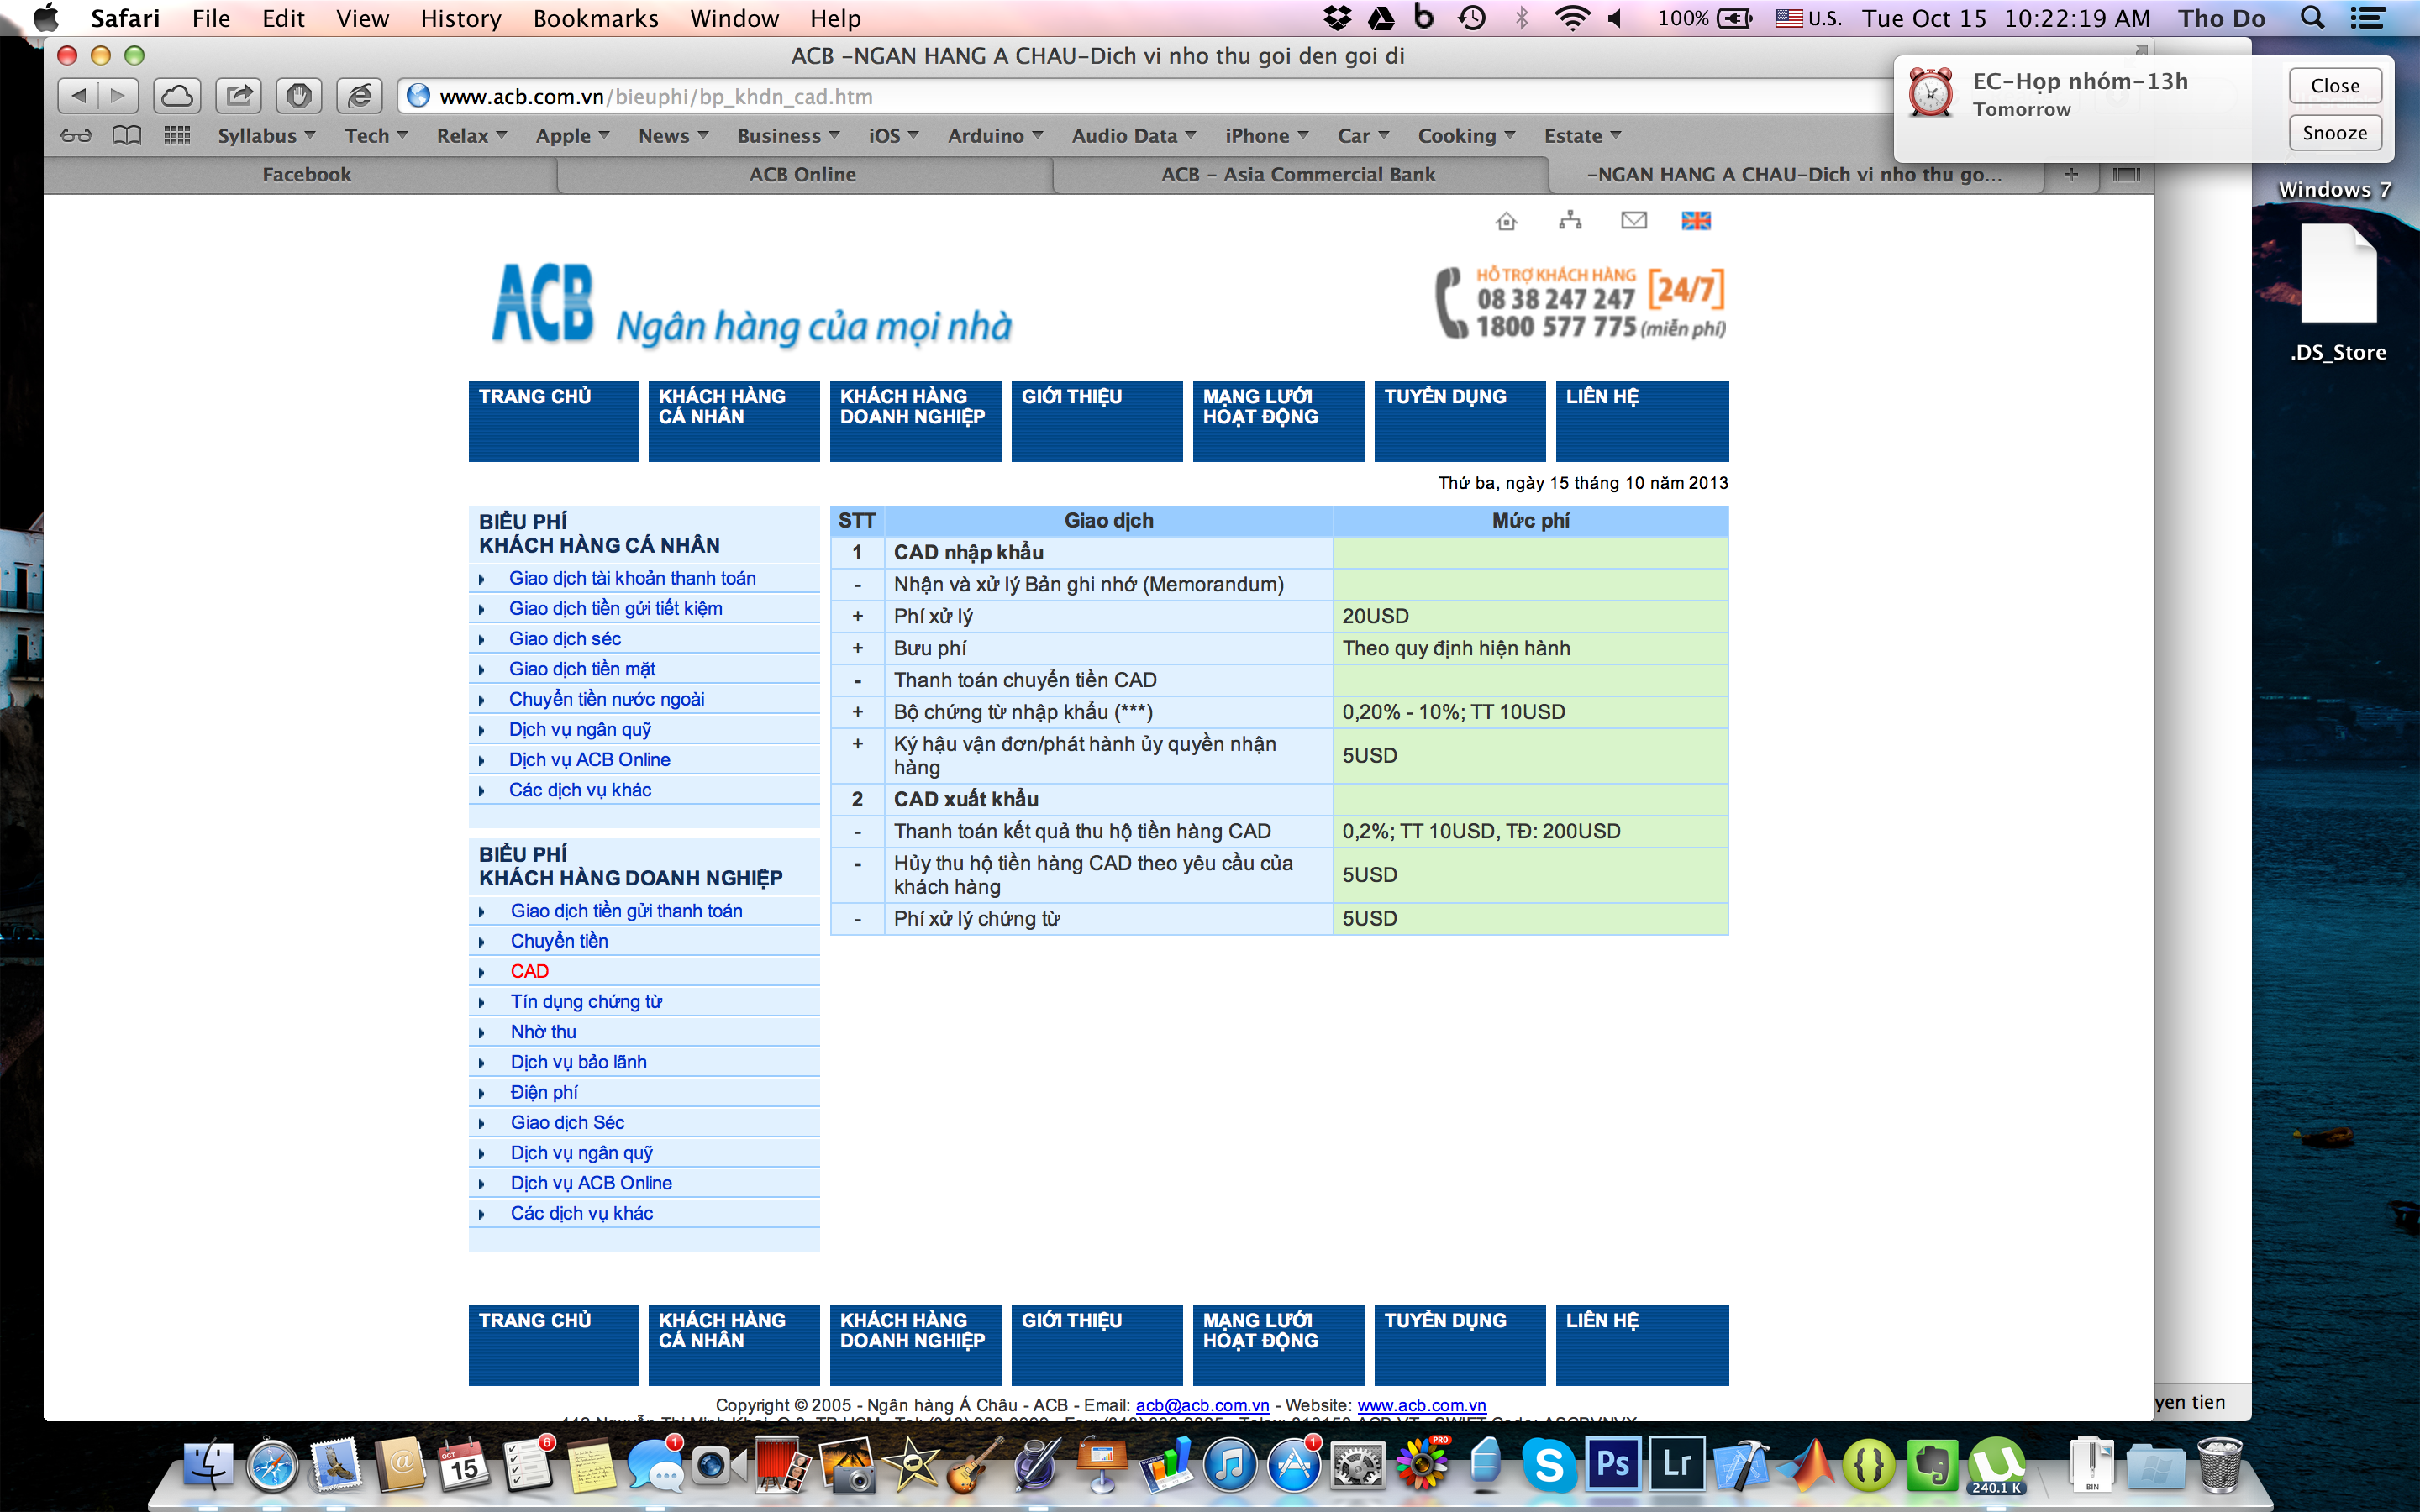 Safari File Edit View History Bookmarks Window Help 100% U.S. Tue Oct 15 10:22:19 AM Tho Do
ACB -NGAN HANG A CHAU-Dich vi nho thu goi den goi di
www.acb.com.vn/bieuphi/bp_khdn_cad.htm
EC-Họp nhóm-13h
Tomorrow
Close
Snooze
Syllabus Tech Relax Apple News Business iOS Arduino Audio Data iPhone Car Cooking Estate
Facebook ACB Online ACB - Asia Commercial Bank -NGAN HANG A CHAU-Dich vi nho thu go...
Windows 7
.DS_Store
ACB Ngân hàng của mọi nhà
HỖ TRỢ KHÁCH HÀNG [24/7]
08 38 247 247
1800 577 775 (miễn phí)
TRANG CHỦ
KHÁCH HÀNG
CÁ NHÂN
KHÁCH HÀNG
DOANH NGHIỆP
GIỚI THIỆU
MẠNG LƯỚI
HOẠT ĐỘNG
TUYỂN DỤNG
LIÊN HỆ
Thứ ba, ngày 15 tháng 10 năm 2013
BIỂU PHÍ
KHÁCH HÀNG CÁ NHÂN
Giao dịch tài khoản thanh toán
Giao dịch tiền gửi tiết kiệm
Giao dịch séc
Giao dịch tiền mặt
Chuyển tiền nước ngoài
Dịch vụ ngân quỹ
Dịch vụ ACB Online
Các dịch vụ khác
BIỂU PHÍ
KHÁCH HÀNG DOANH NGHIỆP
Giao dịch tiền gửi thanh toán
Chuyển tiền
CAD
Tín dụng chứng từ
Nhờ thu
Dịch vụ bảo lãnh
Điện phí
Giao dịch Séc
Dịch vụ ngân quỹ
Dịch vụ ACB Online
Các dịch vụ khác
STT Giao dịch Mức phí
1 CAD nhập khẩu
- Nhận và xử lý Bản ghi nhớ (Memorandum)
+ Phí xử lý 20USD
+ Bưu phí Theo quy định hiện hành
- Thanh toán chuyển tiền CAD
+ Bộ chứng từ nhập khẩu (***) 0,20% - 10%; TT 10USD
+ Ký hậu vận đơn/phát hành ủy quyền nhận
hàng 5USD
2 CAD xuất khẩu
- Thanh toán kết quả thu hộ tiền hàng CAD 0,2%; TT 10USD, TĐ: 200USD
- Hủy thu hộ tiền hàng CAD theo yêu cầu của
khách hàng 5USD
- Phí xử lý chứng từ 5USD
TRANG CHỦ
KHÁCH HÀNG
CÁ NHÂN
KHÁCH HÀNG
DOANH NGHIỆP
GIỚI THIỆU
MẠNG LƯỚI
HOẠT ĐỘNG
TUYỂN DỤNG
LIÊN HỆ
Copyright © 2005 - Ngân hàng Á Châu - ACB - Email: acb@acb.com.vn - Website: www.acb.com.vn
yen tien
OCT
15
6
1
1
PRO
Ps
Lr
240.1 K
BIN